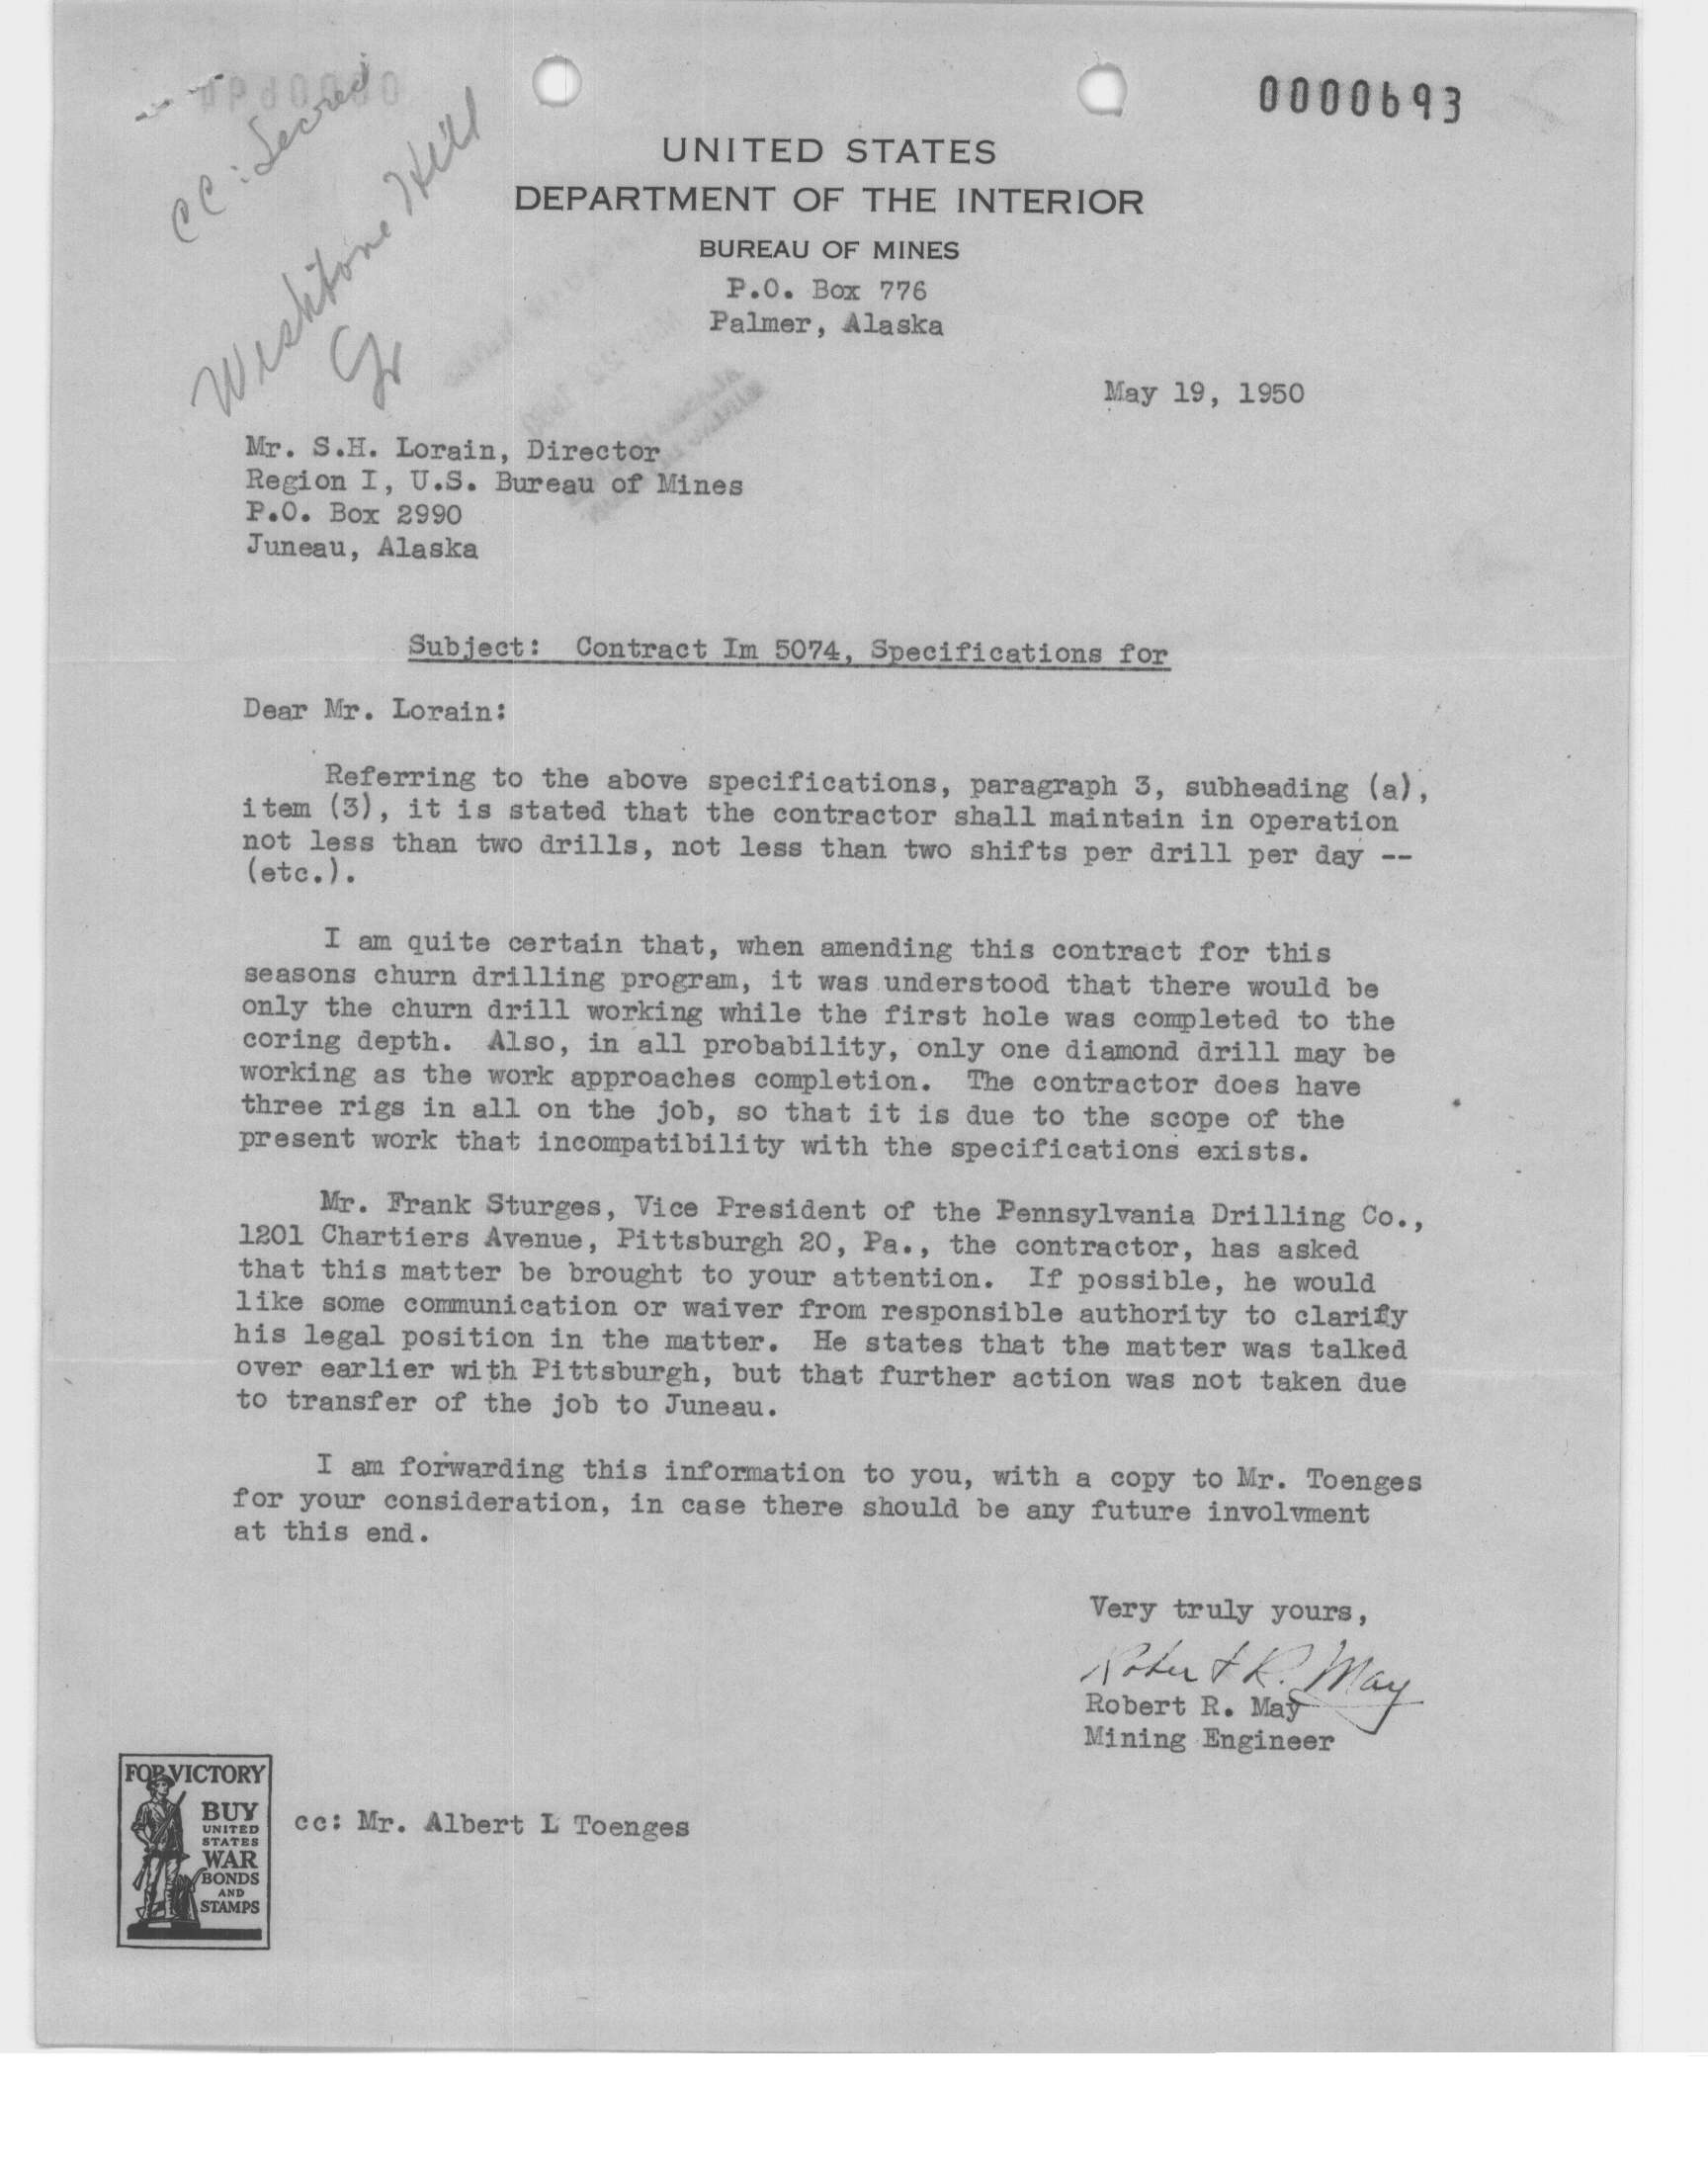 0000693
cc:
Wishbone Hill
UNITED STATES
DEPARTMENT OF THE INTERIOR
BUREAU OF MINES
P.O. Box 776
Palmer, Alaska
May 19, 1950
Mr. S.H. Lorain, Director
Region I, U.S. Bureau of Mines
P.O. Box 2990
Juneau, Alaska
Subject: Contract Im 5074, Specifications for
Dear Mr. Lorain:
Referring to the above specifications, paragraph 3, subheading (a),
item (3), it is stated that the contractor shall maintain in operation
not less than two drills, not less than two shifts per drill per day --
(etc.).
I am quite certain that, when amending this contract for this
seasons churn drilling program, it was understood that there would be
only the churn drill working while the first hole was completed to the
coring depth. Also, in all probability, only one diamond drill may be
working as the work approaches completion. The contractor does have
three rigs in all on the job, so that it is due to the scope of the
present work that incompatibility with the specifications exists.
Mr. Frank Sturges, Vice President of the Pennsylvania Drilling Co.,
1201 Chartiers Avenue, Pittsburgh 20, Pa., the contractor, has asked
that this matter be brought to your attention. If possible, he would
like some communication or waiver from responsible authority to clarify
his legal position in the matter. He states that the matter was talked
over earlier with Pittsburgh, but that further action was not taken due
to transfer of the job to Juneau.
I am forwarding this information to you, with a copy to Mr. Toenges
for your consideration, in case there should be any future involvment
at this end.
Very truly yours,
Robert R. May
Robert R. May
Mining Engineer
FOR VICTORY
BUY
UNITED
STATES
WAR
BONDS
AND
STAMPS
cc: Mr. Albert L Toenges